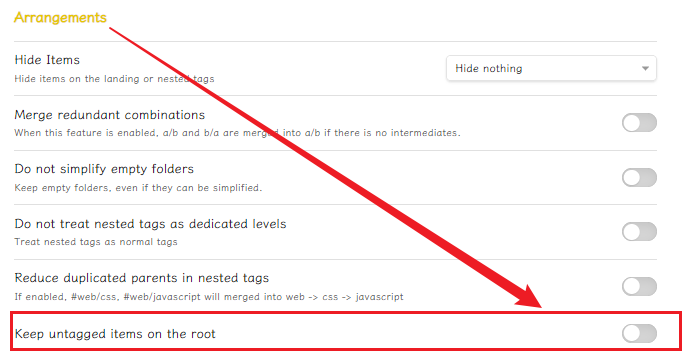 Arrangements
Hide Items
Hide items on the landing or nested tags
Hide nothing
Merge redundant combinations
When this feature is enabled, a/b and b/a are merged into a/b if there is no intermediates.
Do not simplify empty folders
Keep empty folders, even if they can be simplified.
Do not treat nested tags as dedicated levels
Treat nested tags as normal tags
Reduce duplicated parents in nested tags
If enabled, #web/css, #web/javascript will merged into web -> css -> javascript
Keep untagged items on the root